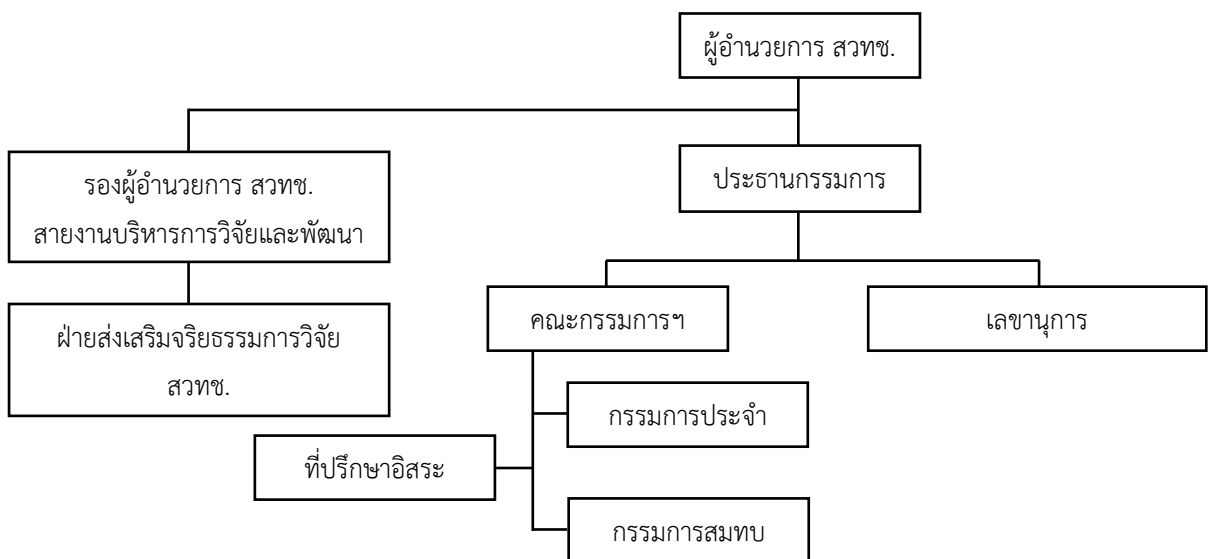 ผู้อำนวยการ สวทช.
รองผู้อำนวยการ สวทช.
สายงานบริหารการวิจัยและพัฒนา
ประธานกรรมการ
ฝ่ายส่งเสริมจริยธรรมการวิจัย
สวทช.
คณะกรรมการฯ
เลขานุการ
กรรมการประจำ
ที่ปรึกษาอิสระ
กรรมการสมทบ